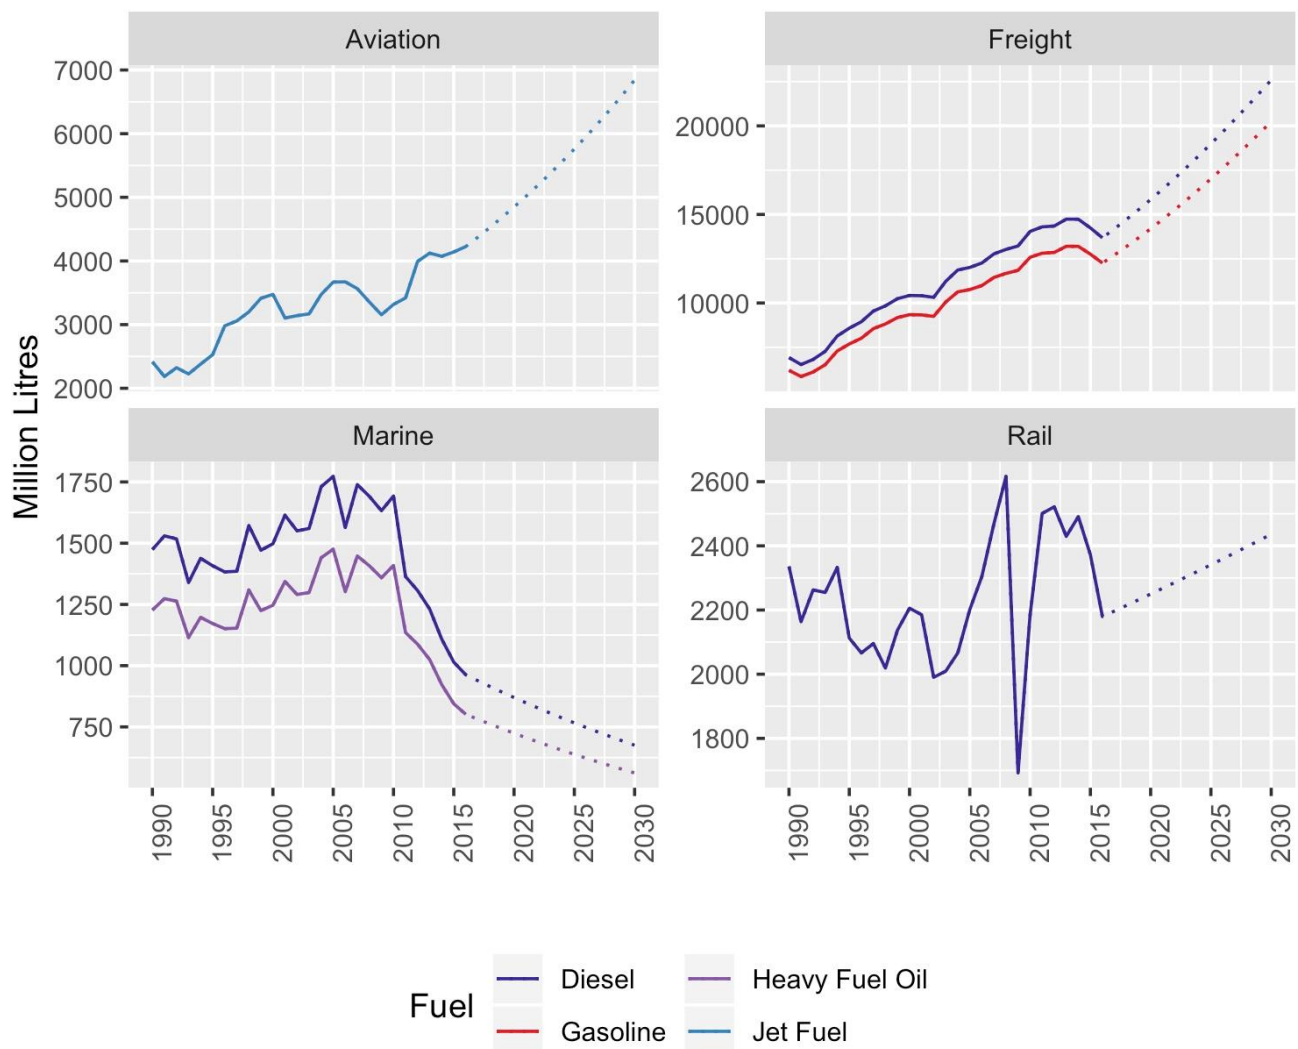 Aviation
Freight
7000
6000
5000
4000
3000
2000
20000
15000
10000
Million Litres
Marine
Rail
1750
1500
1250
1000
750
2600
2400
2200
2000
1800
1990 1995 2000 2005 2010 2015 2020 2025 2030
1990 1995 2000 2005 2010 2015 2020 2025 2030
Fuel
Diesel
Heavy Fuel Oil
Gasoline
Jet Fuel